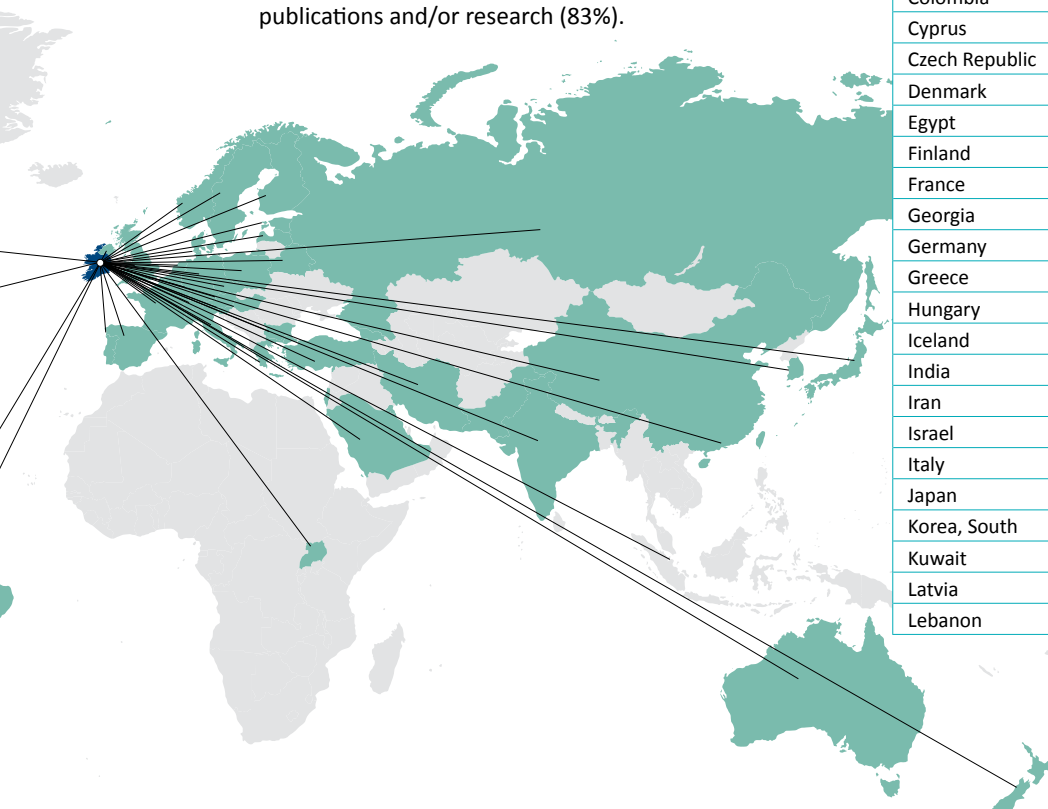 publications and/or research (83%).
Colombia
Cyprus
Czech Republic
Denmark
Egypt
Finland
France
Georgia
Germany
Greece
Hungary
Iceland
India
Iran
Israel
Italy
Japan
Korea, South
Kuwait
Latvia
Lebanon